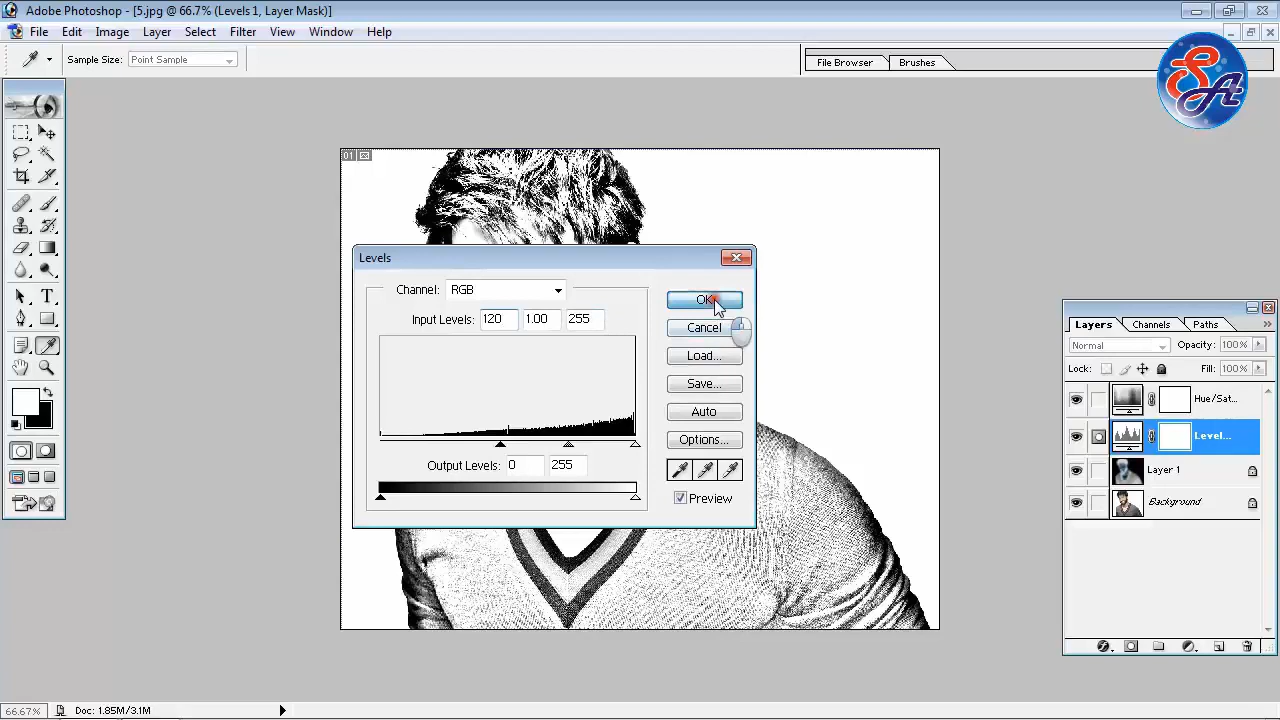 Adobe Photoshop - [5.jpg @ 66.7% (Levels 1, Layer Mask)]
File Edit Image Layer Select Filter View Window Help
Sample Size: Point Sample File Browser Brushes
SA
01
Levels
Channel: RGB
Input Levels: 120 1.00 255
Output Levels: 0 255
OK
Cancel
Load...
Save...
Auto
Options...
Preview
Layers Channels Paths
Normal Opacity: 100%
Lock: Fill: 100%
Hue/Sat...
Level...
Layer 1
Background
66.67% Doc: 1.85M/3.1M